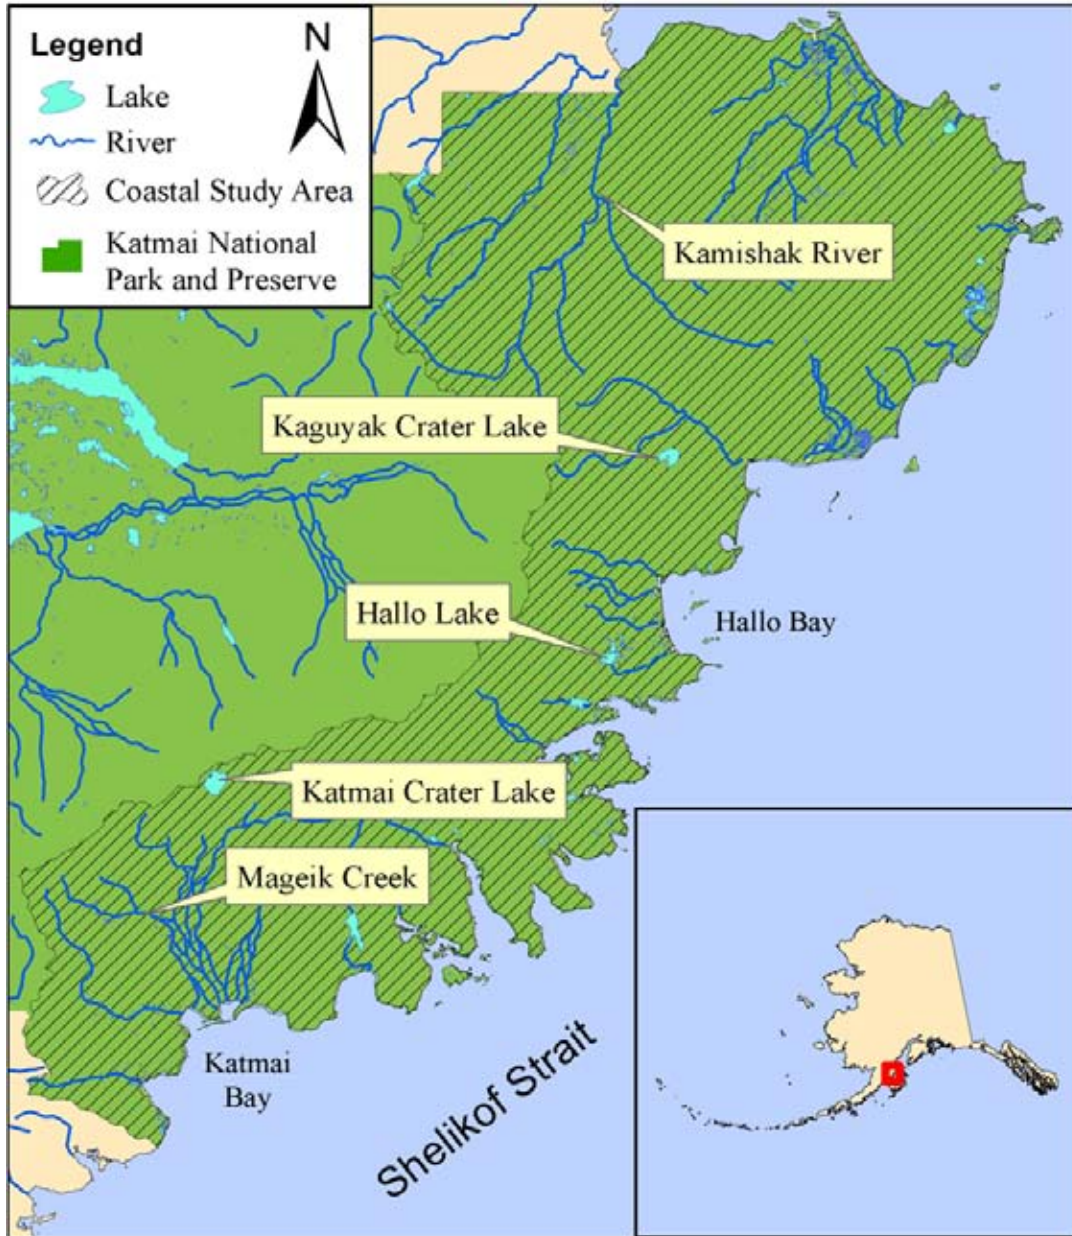 Legend
N
Lake
River
Coastal Study Area
Katmai National
Park and Preserve
Kamishak River
Kaguyak Crater Lake
Hallo Lake
Hallo Bay
Katmai Crater Lake
Mageik Creek
Katmai
Bay
Shelikof Strait